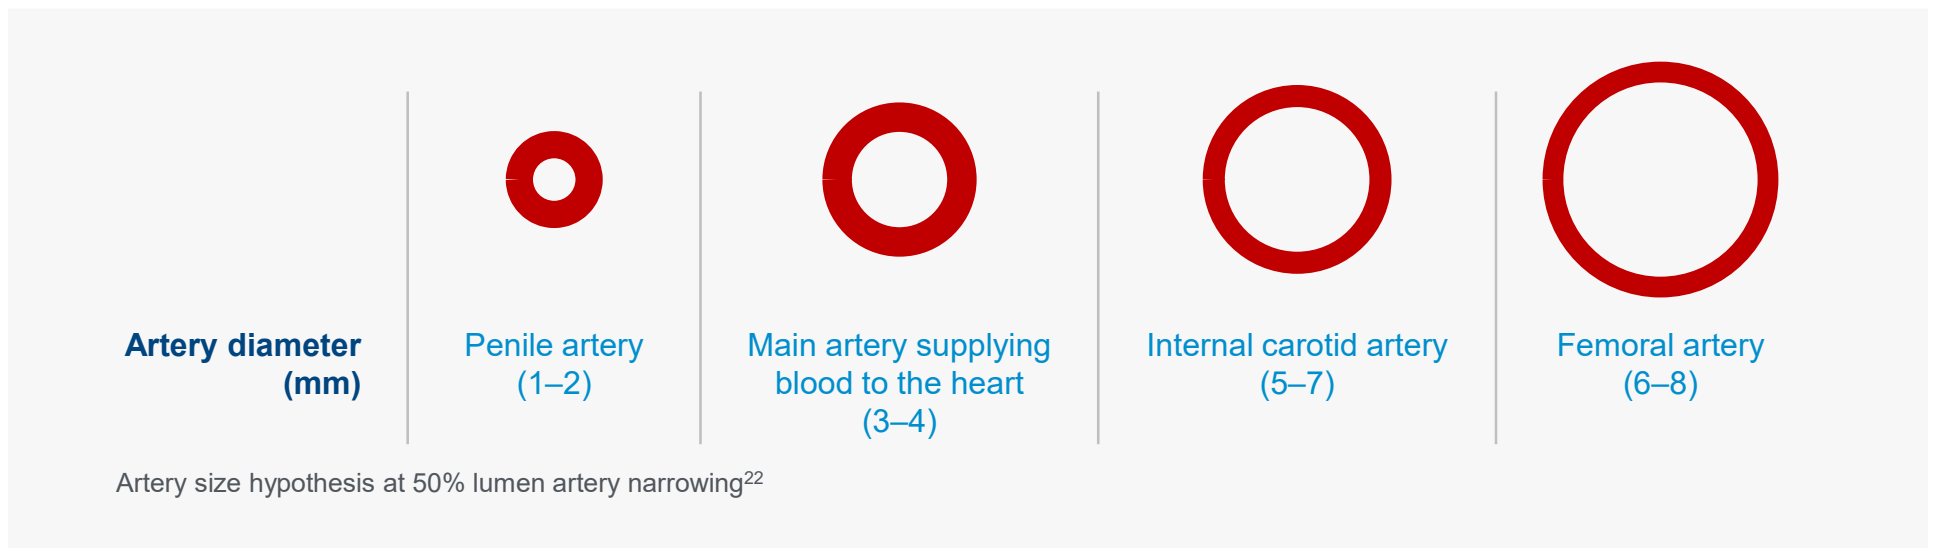 Artery diameter
(mm)
Penile artery
(1–2)
Main artery supplying
blood to the heart
(3–4)
Internal carotid artery
(5–7)
Femoral artery
(6–8)
Artery size hypothesis at 50% lumen artery narrowing22